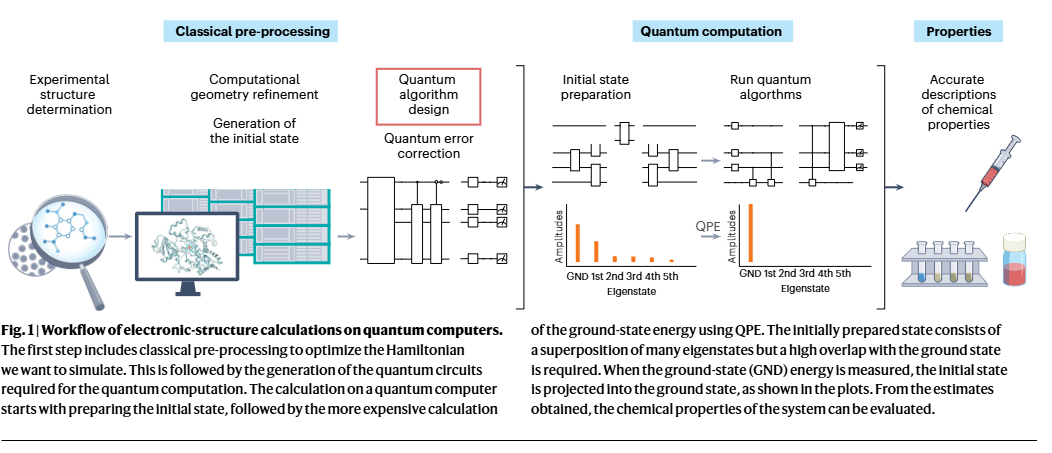 Classical pre-processing
Quantum computation
Properties
Experimental
structure
determination
Computational
geometry refinement
Generation of
the initial state
Quantum
algorithm
design
Quantum error
correction
Initial state
preparation
Run quantum
algorthms
Accurate
descriptions
of chemical
properties
Amplitudes
GND 1st 2nd 3rd 4th 5th
EIgenstate
QPE
Amplitudes
GND 1st 2nd 3rd 4th 5th
EIgenstate
Fig. 1 | Workflow of electronic-structure calculations on quantum computers.
The first step includes classical pre-processing to optimize the Hamiltonian
we want to simulate. This is followed by the generation of the quantum circuits
required for the quantum computation. The calculation on a quantum computer
starts with preparing the initial state, followed by the more expensive calculation
of the ground-state energy using QPE. The initially prepared state consists of
a superposition of many eigenstates but a high overlap with the ground state
is required. When the ground-state (GND) energy is measured, the initial state
is projected into the ground state, as shown in the plots. From the estimates
obtained, the chemical properties of the system can be evaluated.